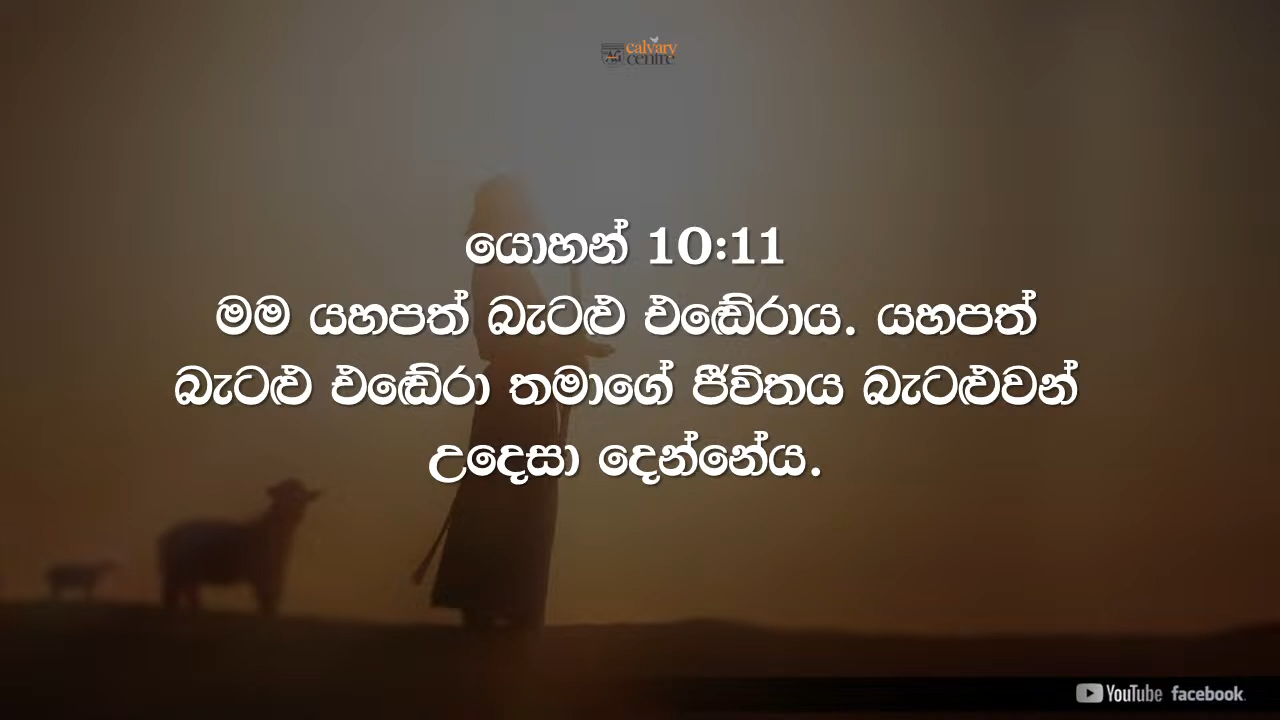 calvary
AG centre
යොහන් 10:11
මම යහපත් බැටළු එඬේරාය. යහපත්
බැටළු එඬේරා තමාගේ ජීවිතය බැටළුවන්
උදෙසා දෙන්නේය.
YouTube facebook